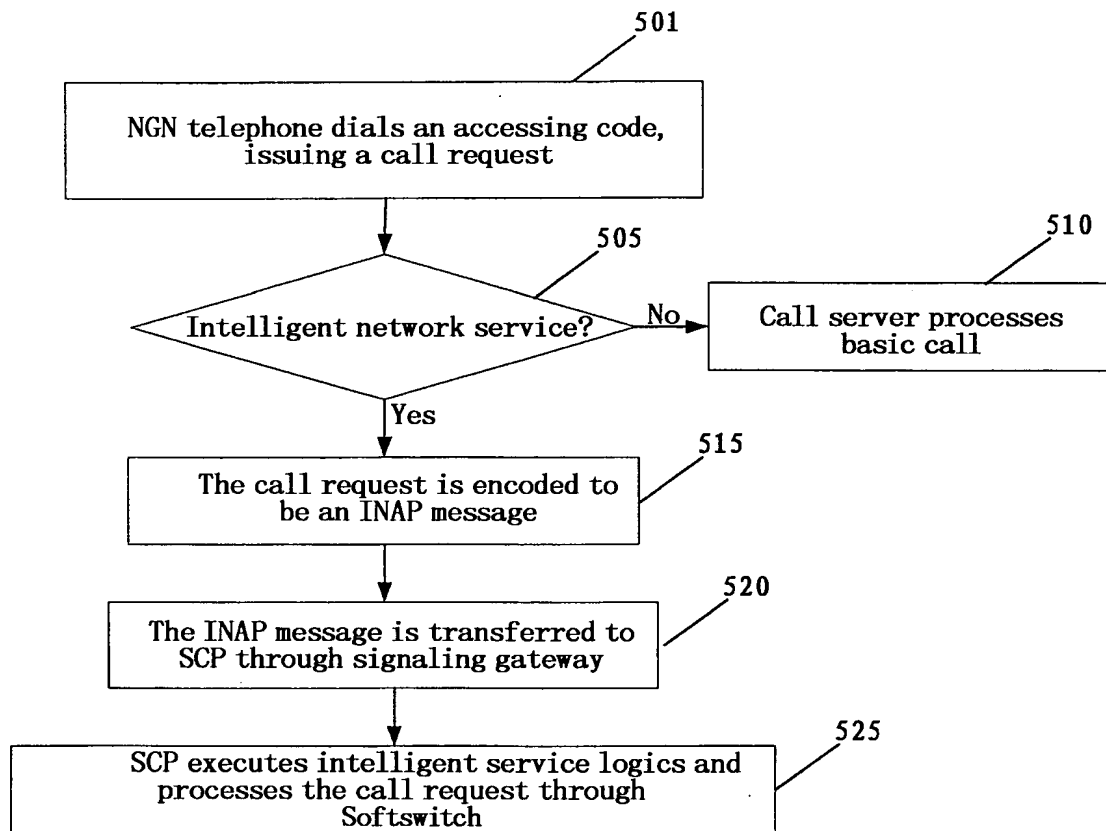 501
NGN telephone dials an accessing code,
issuing a call request
505
510
Intelligent network service?
No
Call server processes
basic call
Yes
515
The call request is encoded to
be an INAP message
520
The INAP message is transferred to
SCP through signaling gateway
525
SCP executes intelligent service logics and
processes the call request through
Softswitch